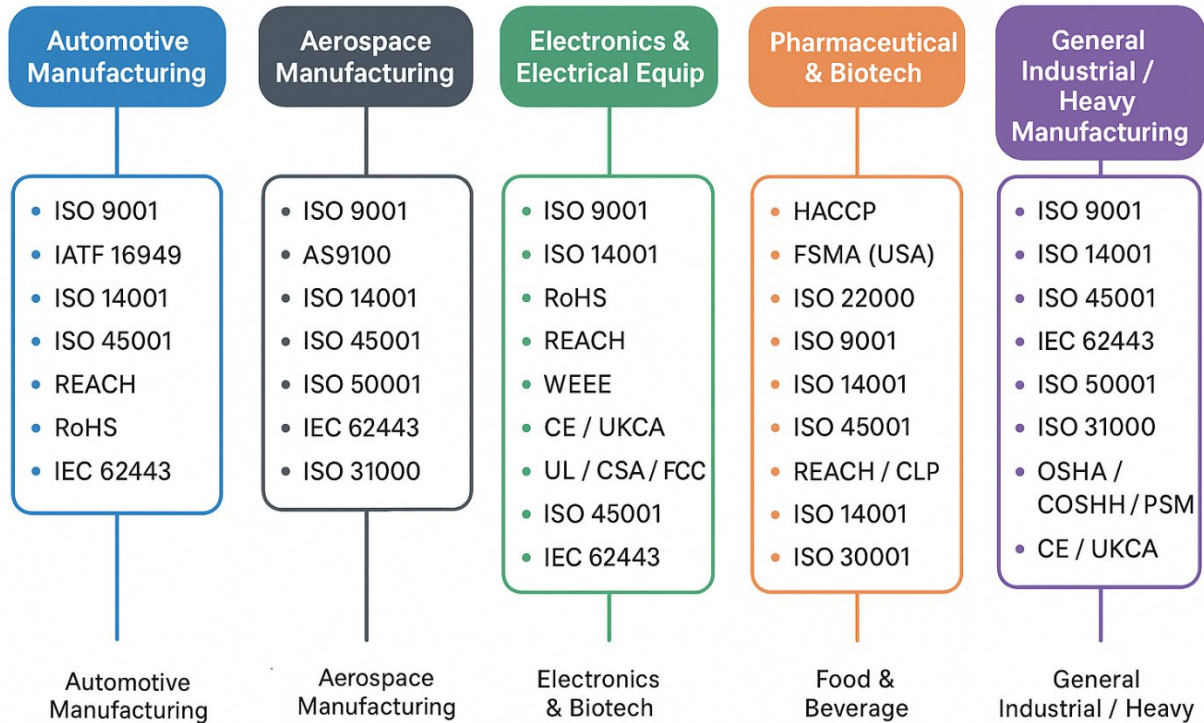 Automotive
Manufacturing
• ISO 9001
• IATF 16949
• ISO 14001
• ISO 45001
• REACH
• RoHS
• IEC 62443
Automotive
Manufacturing
Aerospace
Manufacturing
• ISO 9001
• AS9100
• ISO 14001
• ISO 45001
• ISO 50001
• IEC 62443
• ISO 31000
Aerospace
Manufacturing
Electronics &
Electrical Equip
• ISO 9001
• ISO 14001
• RoHS
• REACH
• WEEE
• CE / UKCA
• UL / CSA / FCC
• ISO 45001
• IEC 62443
Electronics
& Biotech
Pharmaceutical
& Biotech
• HACCP
• FSMA (USA)
• ISO 22000
• ISO 9001
• ISO 14001
• ISO 45001
• REACH / CLP
• ISO 14001
• ISO 30001
Food &
Beverage
General
Industrial /
Heavy
Manufacturing
• ISO 9001
• ISO 14001
• ISO 45001
• IEC 62443
• ISO 50001
• ISO 31000
• OSHA /
COSHH / PSM
• CE / UKCA
General
Industrial / Heavy